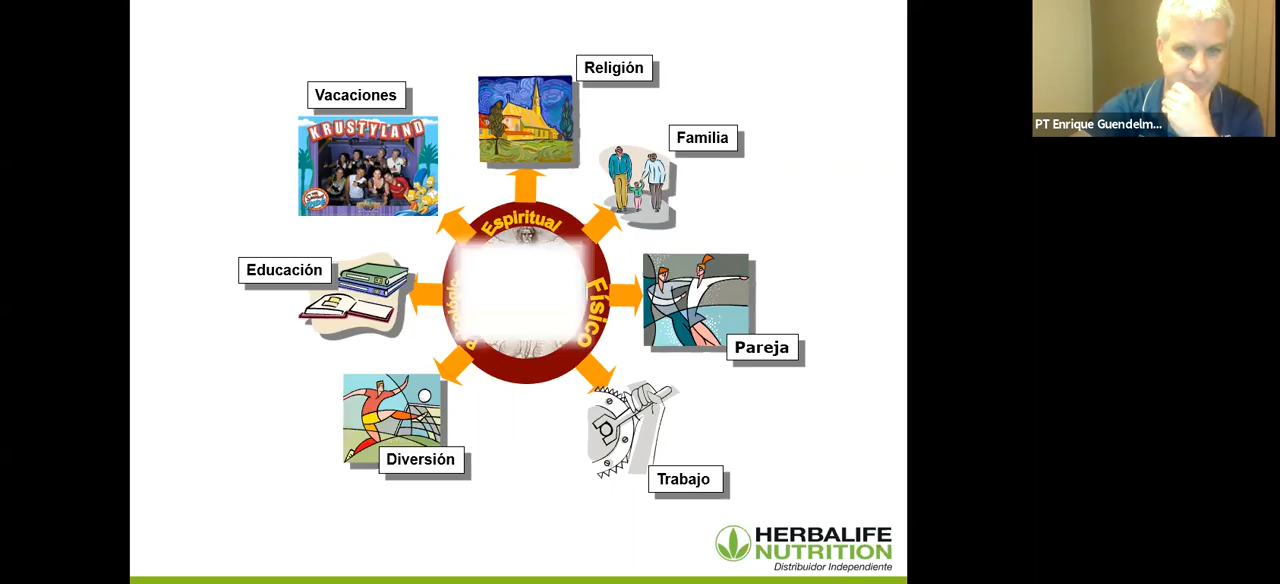 Religión
Vacaciones
KRUSTYLAND
Familia
Espiritual
Educación
Físico
Pareja
Diversión
Trabajo
HERBALIFE
NUTRITION
Distribuidor Independiente
PT Enrique Guendelm...